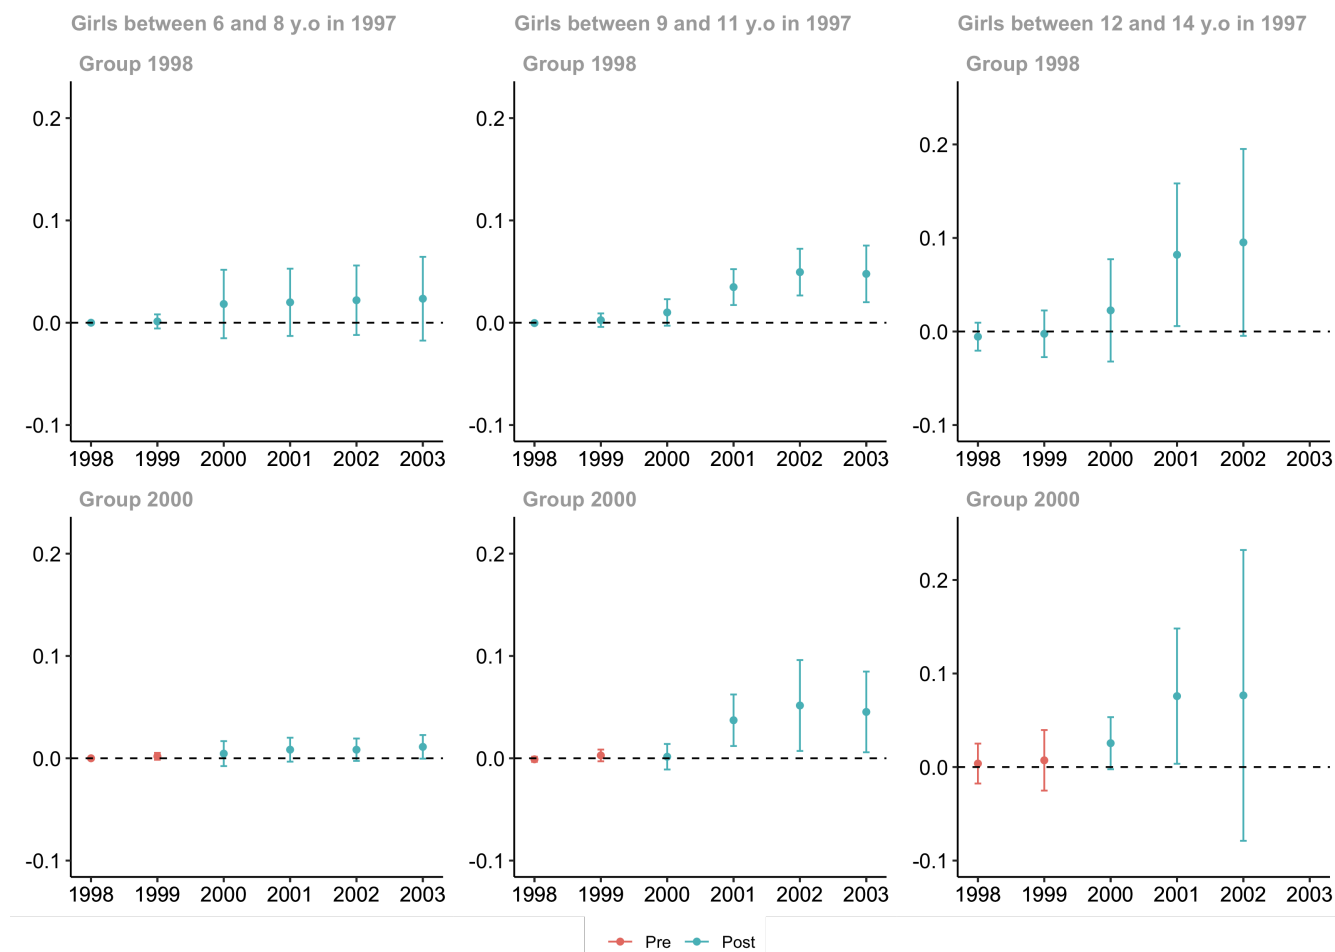 Girls between 6 and 8 y.o in 1997
Girls between 9 and 11 y.o in 1997
Girls between 12 and 14 y.o in 1997
Group 1998
Group 1998
Group 1998
0.2
0.1
0.0
-0.1
1998 1999 2000 2001 2002 2003
0.2
0.1
0.0
-0.1
1998 1999 2000 2001 2002 2003
0.2
0.1
0.0
-0.1
1998 1999 2000 2001 2002 2003
Group 2000
Group 2000
Group 2000
0.2
0.1
0.0
-0.1
1998 1999 2000 2001 2002 2003
0.2
0.1
0.0
-0.1
1998 1999 2000 2001 2002 2003
0.2
0.1
0.0
-0.1
1998 1999 2000 2001 2002 2003
Pre Post